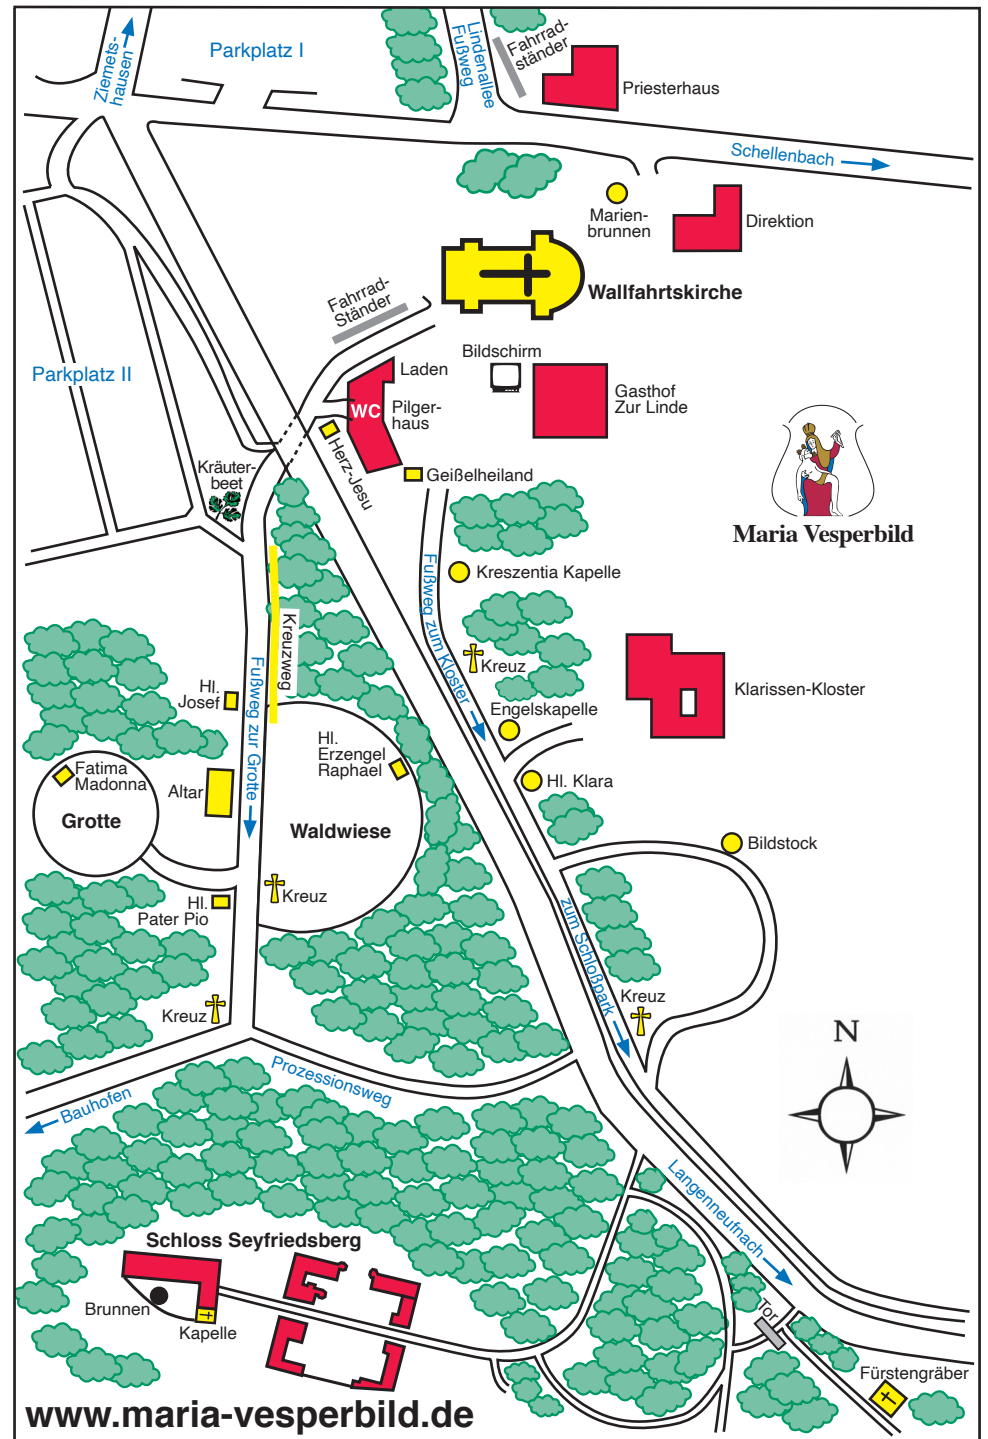 Ziemets-
hausen
Parkplatz I
Lindenallee
Fußweg
Fahrrad-
ständer
Priesterhaus
Schellenbach
Marien-
brunnen
Direktion
Wallfahrtskirche
Fahrrad-
Ständer
Parkplatz II
Laden
WC
Pilger-
haus
Bildschirm
Gasthof
Zur Linde
Herz-Jesu
Geißelheiland
Kräuter-
beet
Maria Vesperbild
Fußweg zum Kloster
Kreszentia Kapelle
Kreuzweg
Kreuz
Fußweg zur Grotte
Hl.
Josef
Klarissen-Kloster
Engelskapelle
Hl.
Erzengel
Raphael
Fatima
Madonna
Altar
Hl. Klara
Grotte
Waldwiese
Bildstock
Kreuz
Hl.
Pater Pio
zum Schloßpark
Kreuz
Kreuz
N
Prozessionsweg
Bauhofen
Langenneufnach
Schloss Seyfriedsberg
Brunnen
Kapelle
Tor
Fürstengräber
www.maria-vesperbild.de